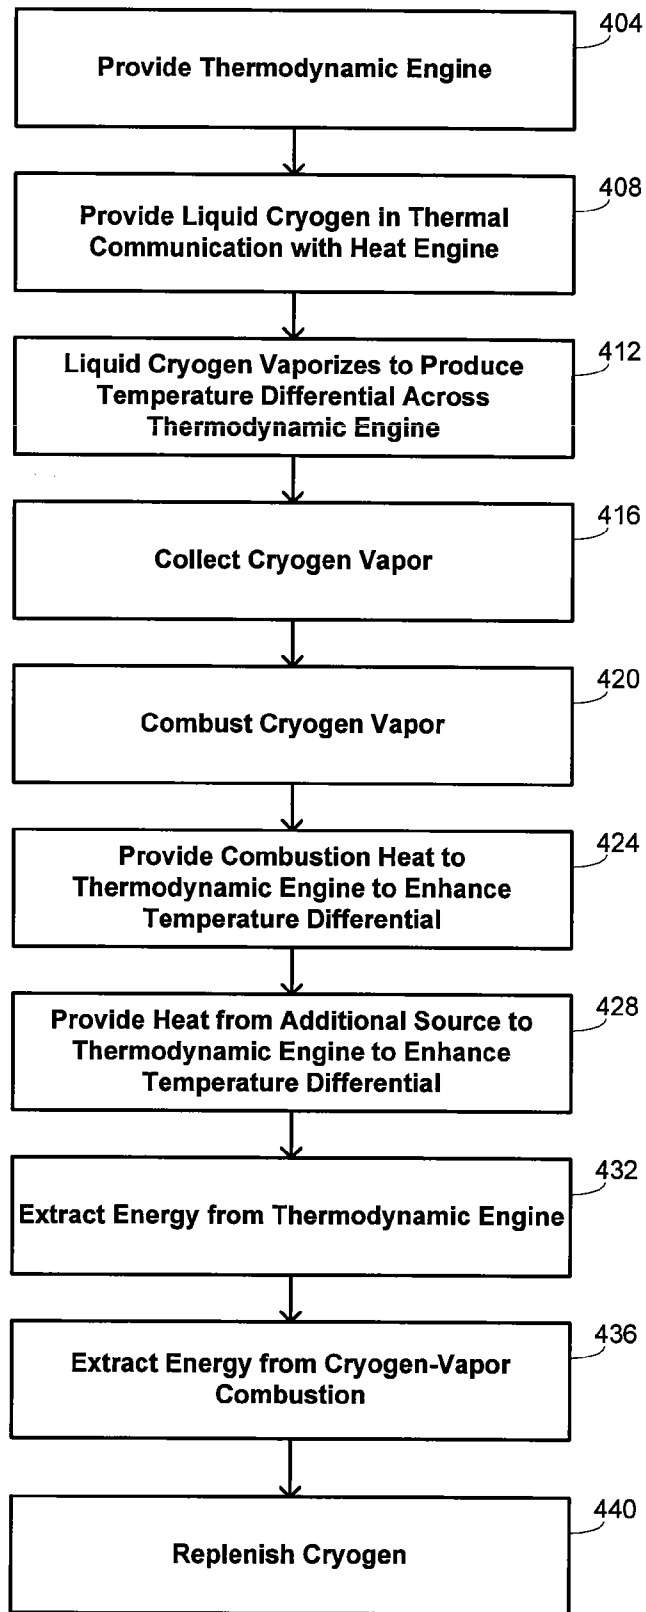 404
Provide Thermodynamic Engine
408
Provide Liquid Cryogen in Thermal
Communication with Heat Engine
412
Liquid Cryogen Vaporizes to Produce
Temperature Differential Across
Thermodynamic Engine
416
Collect Cryogen Vapor
420
Combust Cryogen Vapor
424
Provide Combustion Heat to
Thermodynamic Engine to Enhance
Temperature Differential
428
Provide Heat from Additional Source to
Thermodynamic Engine to Enhance
Temperature Differential
432
Extract Energy from Thermodynamic Engine
436
Extract Energy from Cryogen-Vapor
Combustion
440
Replenish Cryogen